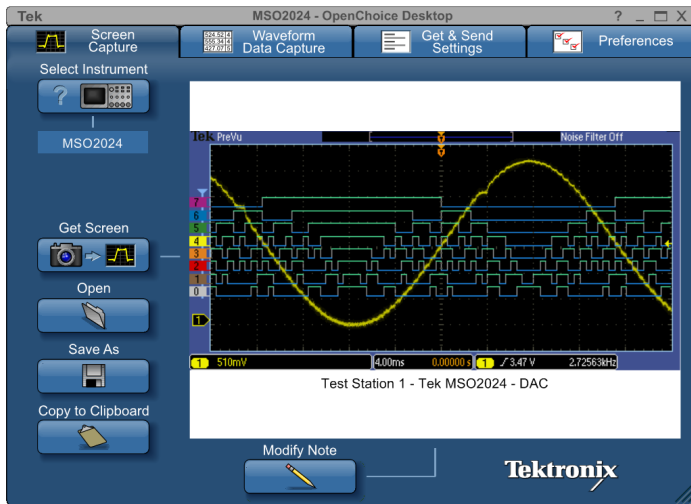 Tek
MSO2024 - OpenChoice Desktop
? _ X
Screen
Capture
Waveform
Data Capture
Get & Send
Settings
Preferences
Select Instrument
?
MSO2024
Get Screen
Open
Save As
Copy to Clipboard
Tek PreVu
Noise Filter Off
7
6
5
4
3
2
1
0
1
1 510mV
4.00ms 0.00000 s
1 3.47 V 2.72563kHz
Test Station 1 - Tek MSO2024 - DAC
Modify Note
Tektronix